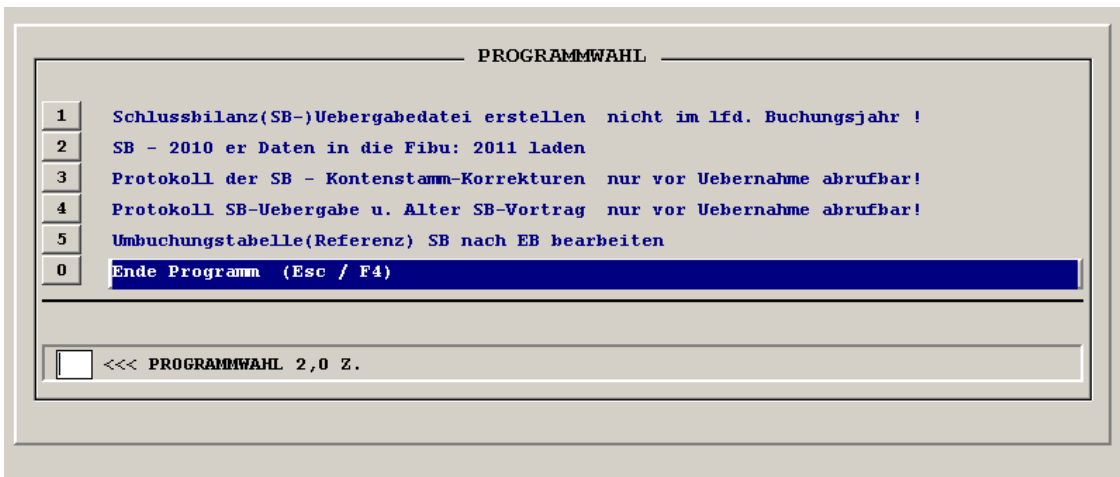 PROGRAMMWAHL
1 Schlussbilanz(SB-)Uebergabedatei erstellen nicht im lfd. Buchungsjahr !
2 SB - 2010 er Daten in die Fibu: 2011 laden
3 Protokoll der SB - Kontenstamm-Korrekturen nur vor Uebernahme abrufbar!
4 Protokoll SB-Uebergabe u. Alter SB-Vortrag nur vor Uebernahme abrufbar!
5 Umbuchungstabelle(Referenz) SB nach EB bearbeiten
0 Ende Programm (Esc / F4)
<<< PROGRAMMWAHL 2,0 Z.